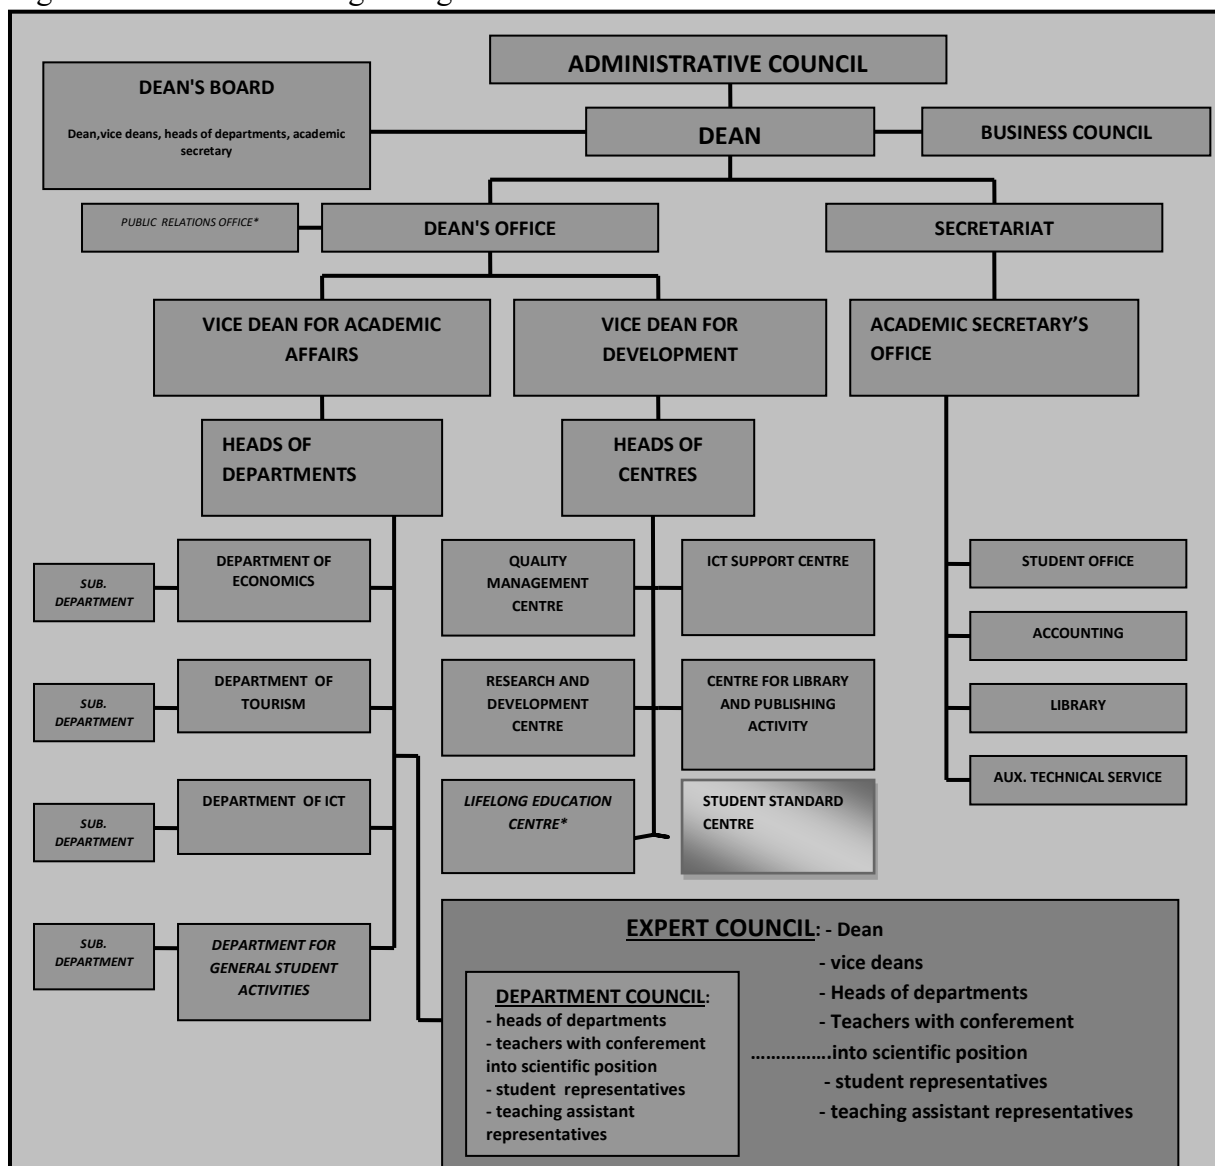 ADMINISTRATIVE COUNCIL
DEAN'S BOARD
Dean,vice deans, heads of departments, academic
secretary
DEAN
BUSINESS COUNCIL
PUBLIC RELATIONS OFFICE*
DEAN'S OFFICE
SECRETARIAT
VICE DEAN FOR ACADEMIC
AFFAIRS
VICE DEAN FOR
DEVELOPMENT
ACADEMIC SECRETARY’S
OFFICE
HEADS OF
DEPARTMENTS
HEADS OF
CENTRES
SUB.
DEPARTMENT
DEPARTMENT OF
ECONOMICS
QUALITY
MANAGEMENT
CENTRE
ICT SUPPORT CENTRE
STUDENT OFFICE
ACCOUNTING
SUB.
DEPARTMENT
DEPARTMENT OF
TOURISM
RESEARCH AND
DEVELOPMENT
CENTRE
CENTRE FOR LIBRARY
AND PUBLISHING
ACTIVITY
LIBRARY
AUX. TECHNICAL SERVICE
SUB.
DEPARTMENT
DEPARTMENT OF ICT
LIFELONG EDUCATION
CENTRE*
STUDENT STANDARD
CENTRE
SUB.
DEPARTMENT
DEPARTMENT FOR
GENERAL STUDENT
ACTIVITIES
EXPERT COUNCIL: - Dean
- vice deans
- Heads of departments
- Teachers with conferement
…………….into scientific position
- student representatives
- teaching assistant representatives
DEPARTMENT COUNCIL:
- heads of departments
- teachers with conferement
into scientific position
- student representatives
- teaching assistant
representatives